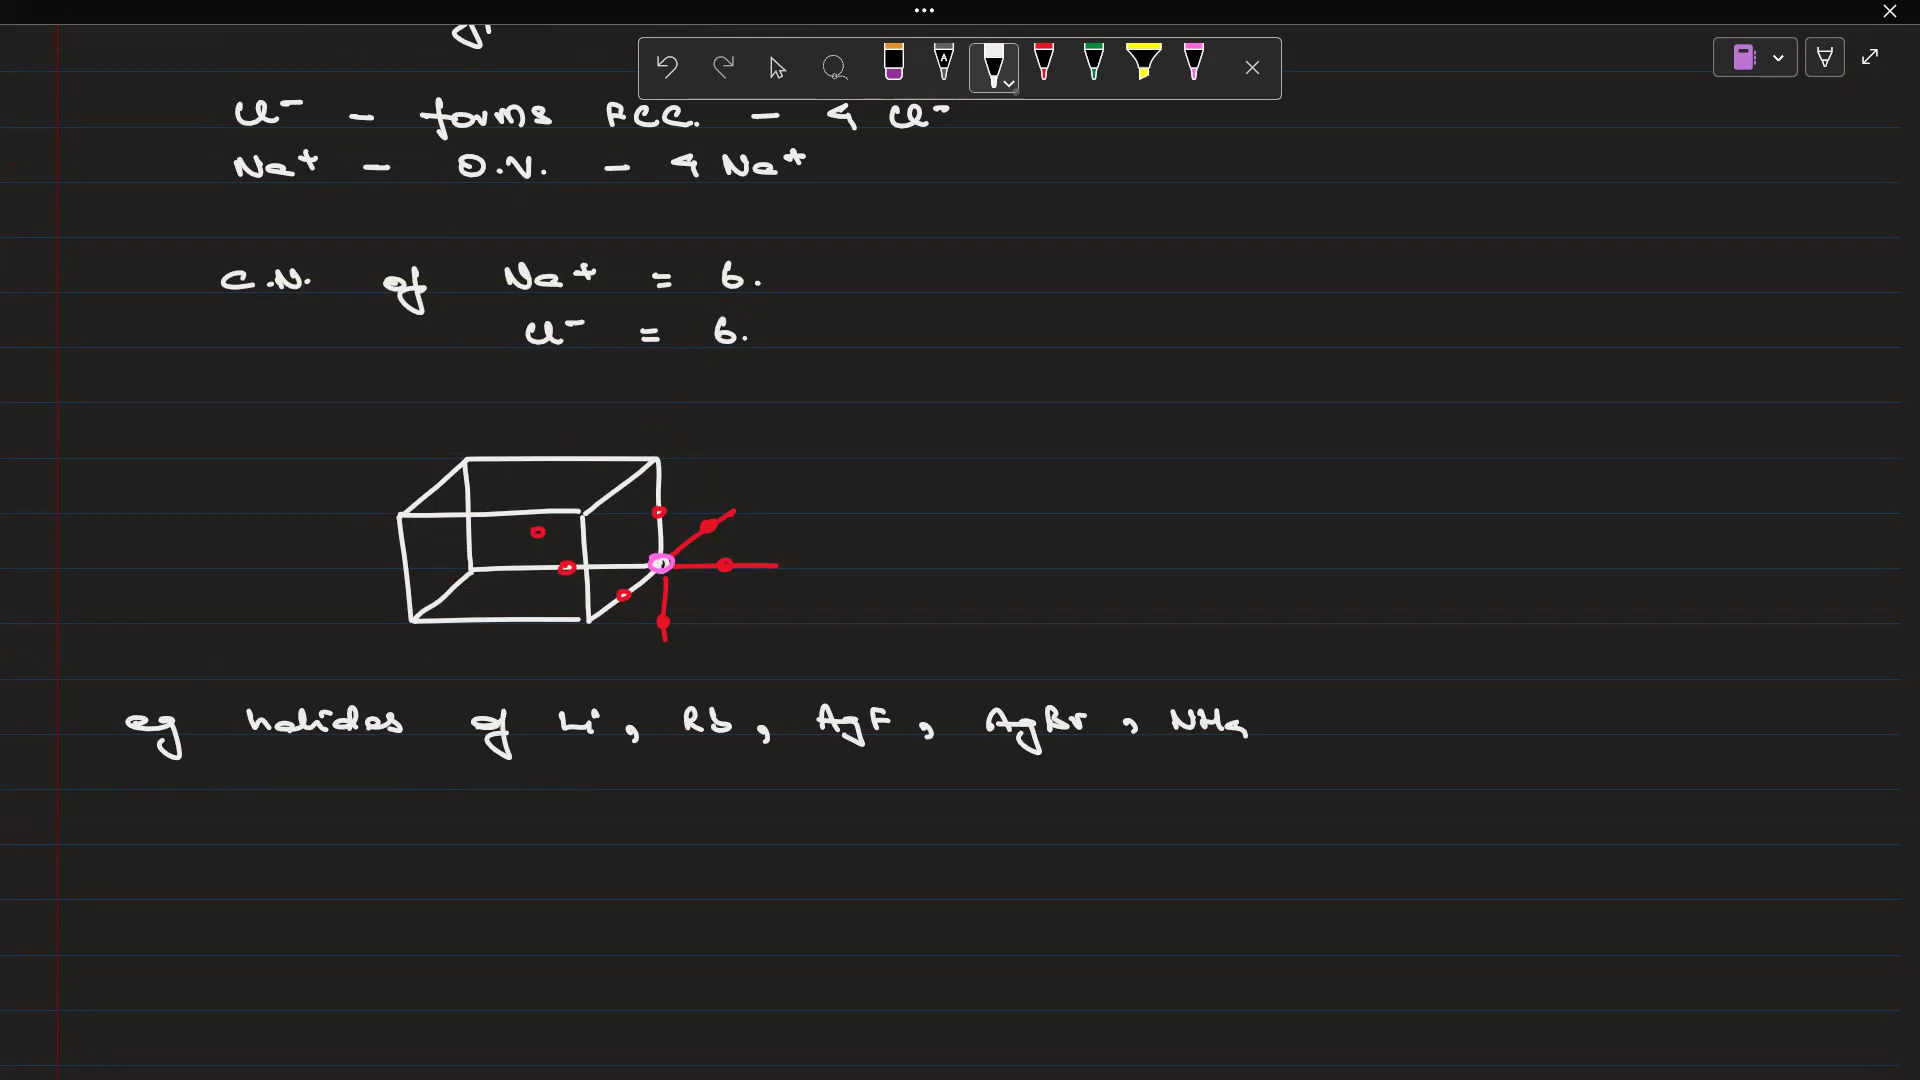 Cl⁻ - forms FCC. - 4 Cl⁻
Na⁺ - O.V. - 4 Na⁺
C.N. of Na⁺ = 6.
Cl⁻ = 6.
eg halides of Li, Rb, AgF, AgBr, NH4